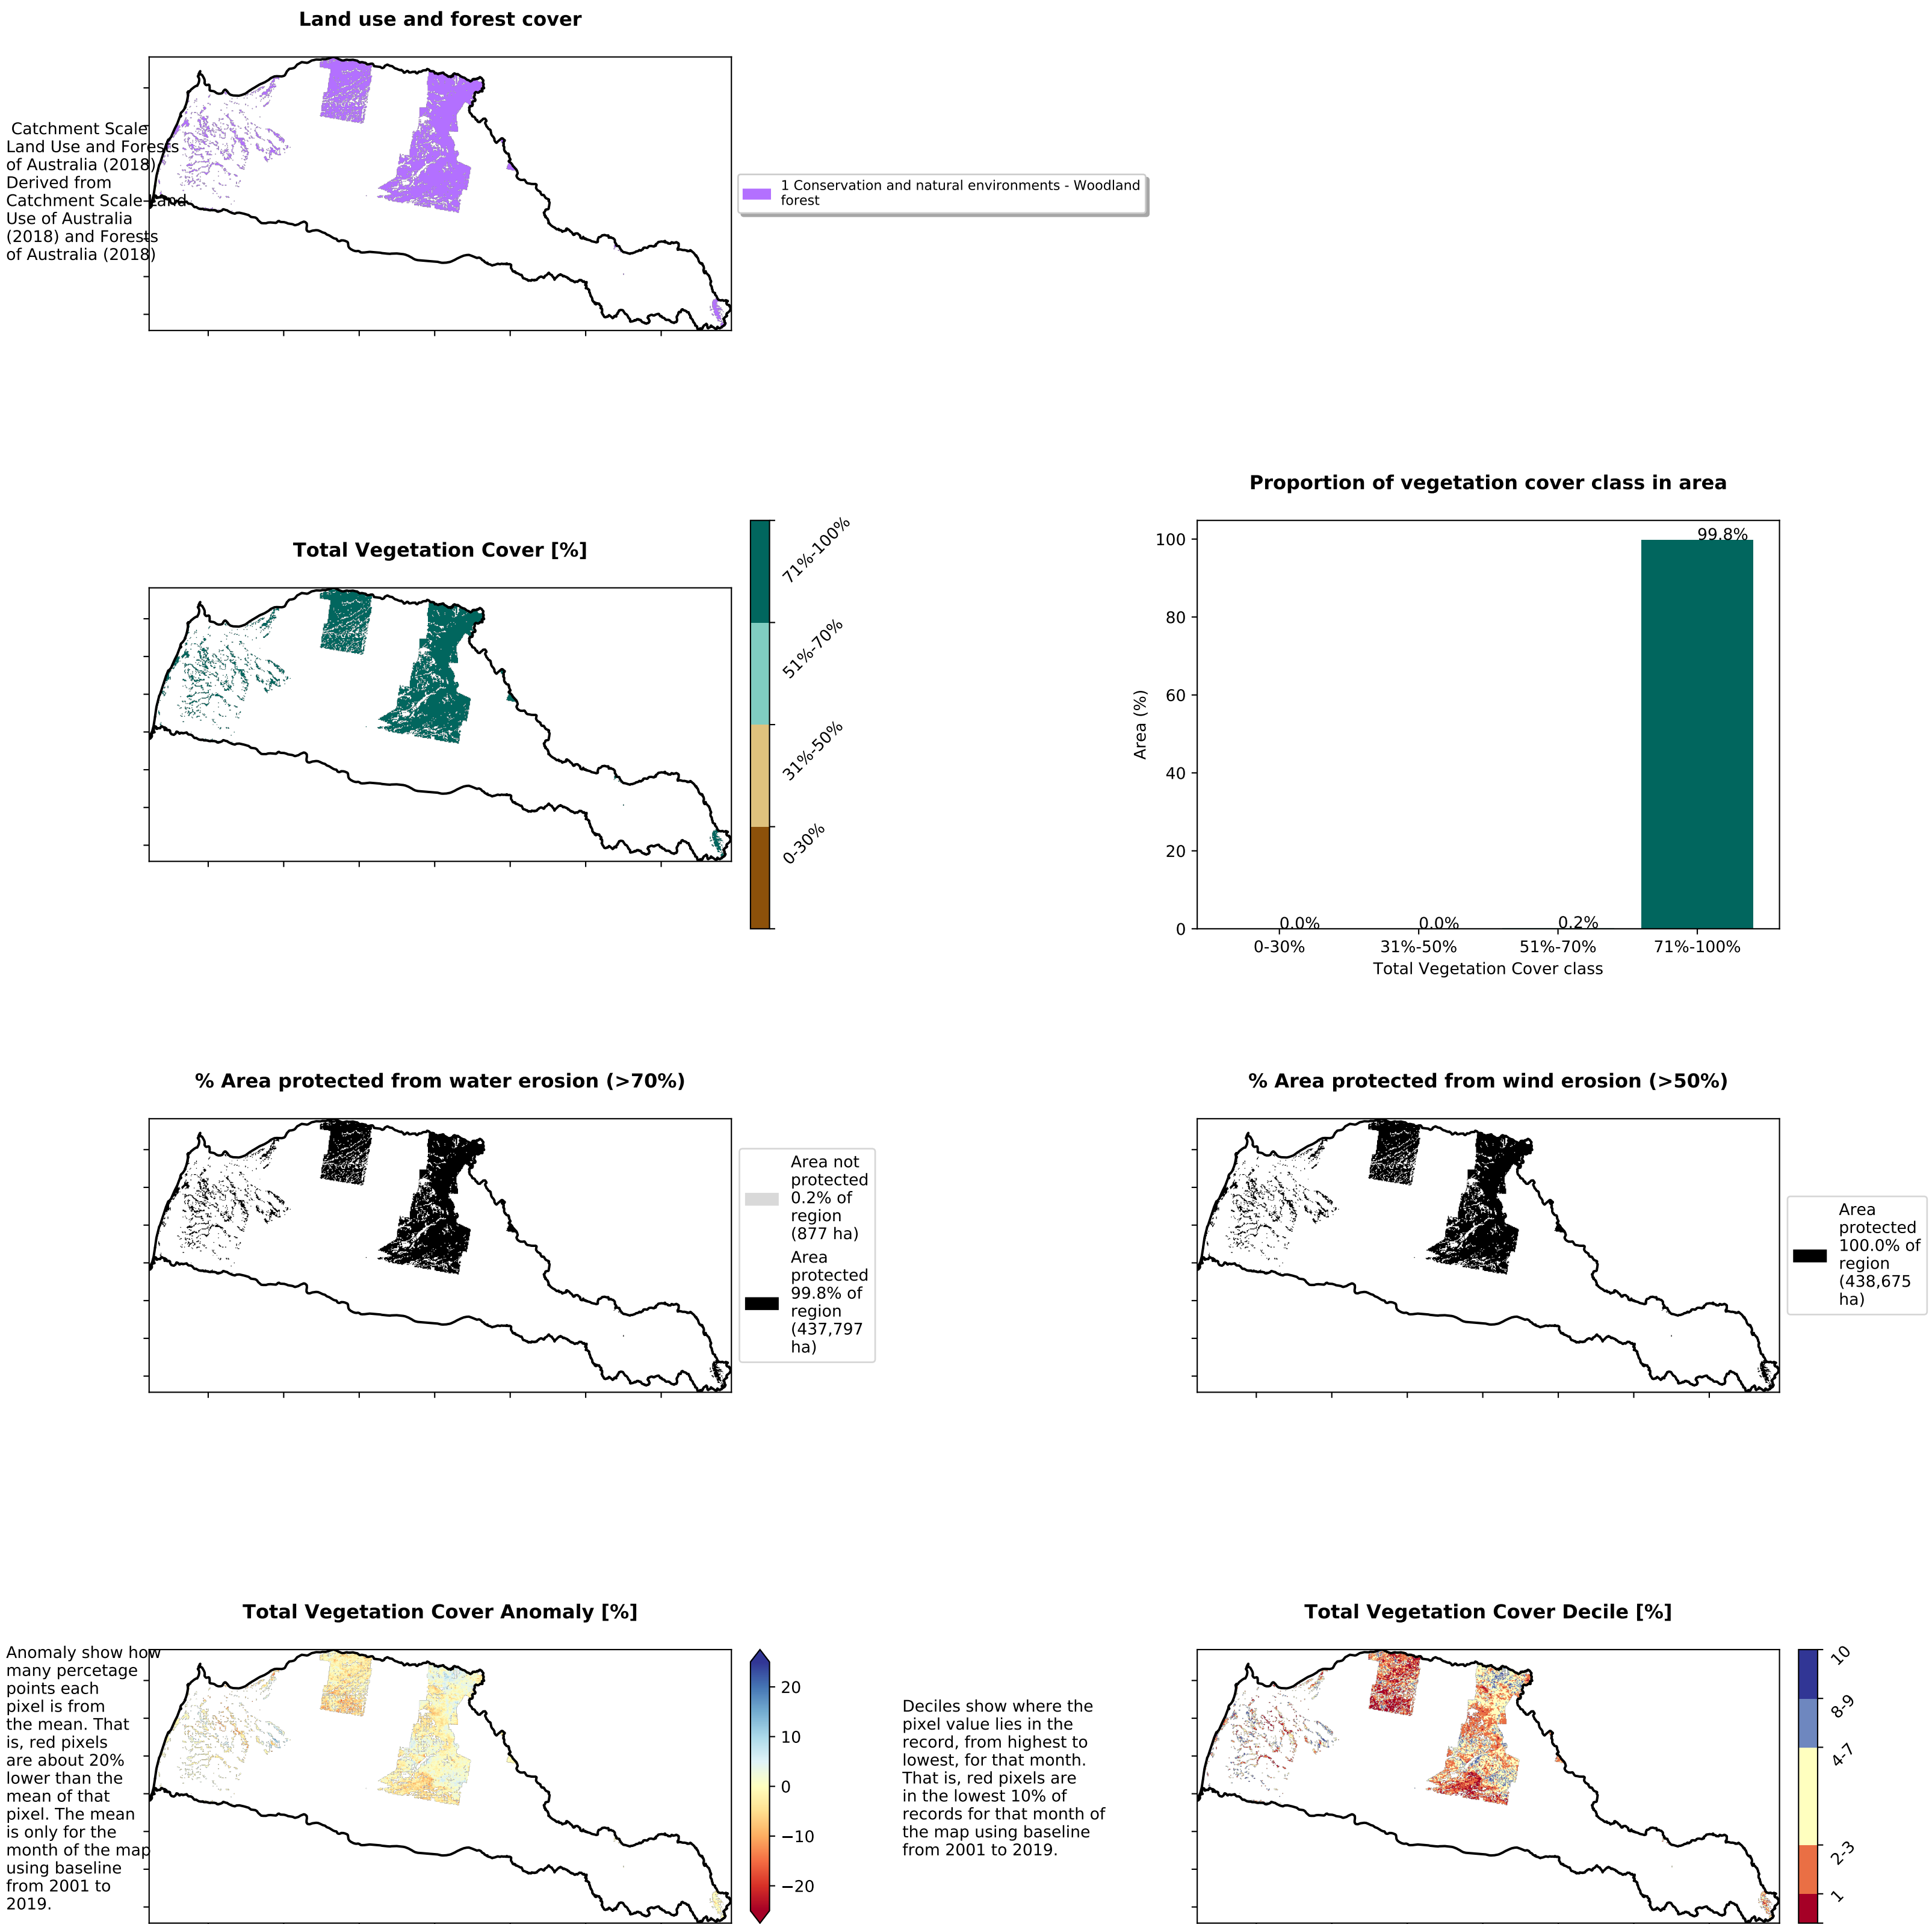 Land use and forest cover
Catchment Scale
Land Use and Forests
of Australia (2018)
Derived from
Catchment Scale Land
Use of Australia
(2018) and Forests
of Australia (2018)
1 Conservation and natural environments - Woodland
forest
Total Vegetation Cover [%]
71%-100%
51%-70%
31%-50%
0-30%
Proportion of vegetation cover class in area
Area (%)
100
80
60
40
20
0
0.0%
0.0%
0.2%
99.8%
0-30%
31%-50%
51%-70%
71%-100%
Total Vegetation Cover class
% Area protected from water erosion (>70%)
Area not
protected
0.2% of
region
(877 ha)
Area
protected
99.8% of
region
(437,797
ha)
% Area protected from wind erosion (>50%)
Area
protected
100.0% of
region
(438,675
ha)
Total Vegetation Cover Anomaly [%]
Anomaly show how
many percetage
points each
pixel is from
the mean. That
is, red pixels
are about 20%
lower than the
mean of that
pixel. The mean
is only for the
month of the map
using baseline
from 2001 to
2019.
20
10
0
−10
−20
Total Vegetation Cover Decile [%]
Deciles show where the
pixel value lies in the
record, from highest to
lowest, for that month.
That is, red pixels are
in the lowest 10% of
records for that month of
the map using baseline
from 2001 to 2019.
10
8-9
4-7
2-3
1